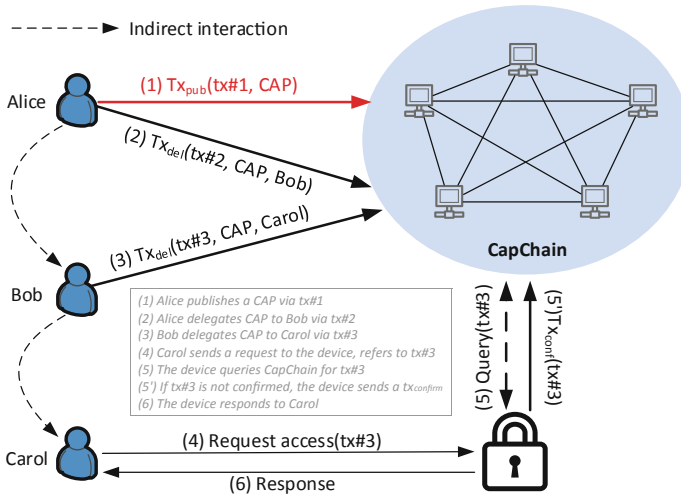 Indirect interaction
(1) Tx_pub(tx#1, CAP)
Alice
(2) Tx_del(tx#2, CAP, Bob)
(3) Tx_del(tx#3, CAP, Carol)
CapChain
Bob
(1) Alice publishes a CAP via tx#1
(2) Alice delegates CAP to Bob via tx#2
(3) Bob delegates CAP to Carol via tx#3
(4) Carol sends a request to the device, refers to tx#3
(5) The device queries CapChain for tx#3
(5') If tx#3 is not confirmed, the device sends a tx_confirm
(6) The device responds to Carol
(5) Query(tx#3)
(5')Tx_conf(tx#3)
Carol
(4) Request access(tx#3)
(6) Response